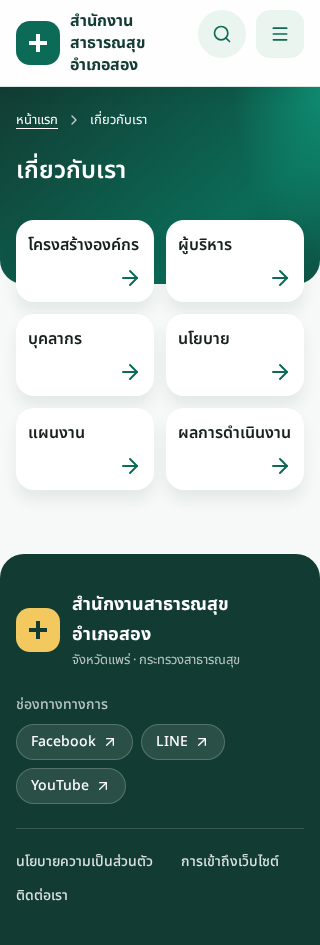 สำนักงาน
สาธารณสุข
อำเภอสอง
หน้าแรก > เกี่ยวกับเรา
เกี่ยวกับเรา
โครงสร้างองค์กร
ผู้บริหาร
บุคลากร
นโยบาย
แผนงาน
ผลการดำเนินงาน
สำนักงานสาธารณสุข
อำเภอสอง
จังหวัดแพร่ · กระทรวงสาธารณสุข
ช่องทางทางการ
Facebook
LINE
YouTube
นโยบายความเป็นส่วนตัว
การเข้าถึงเว็บไซต์
ติดต่อเรา